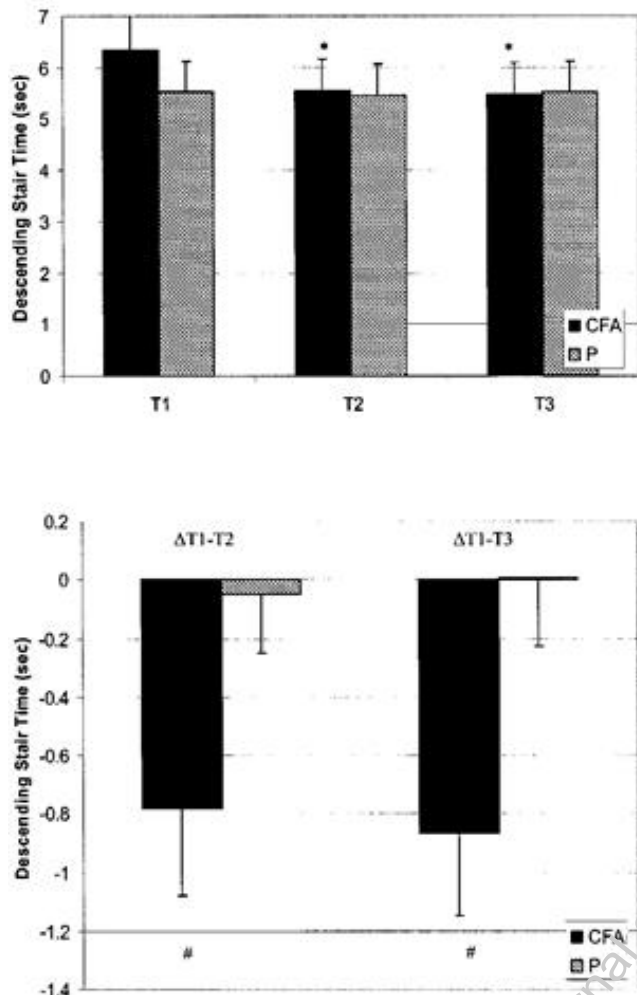 Descending Stair Time (sec)
7
6
5
4
3
2
1
0
* *
CFA
P
T1 T2 T3
Descending Stair Time (sec)
0.2
0
-0.2
-0.4
-0.6
-0.8
-1
-1.2
-1.4
ΔT1-T2 ΔT1-T3
# #
CFA
P